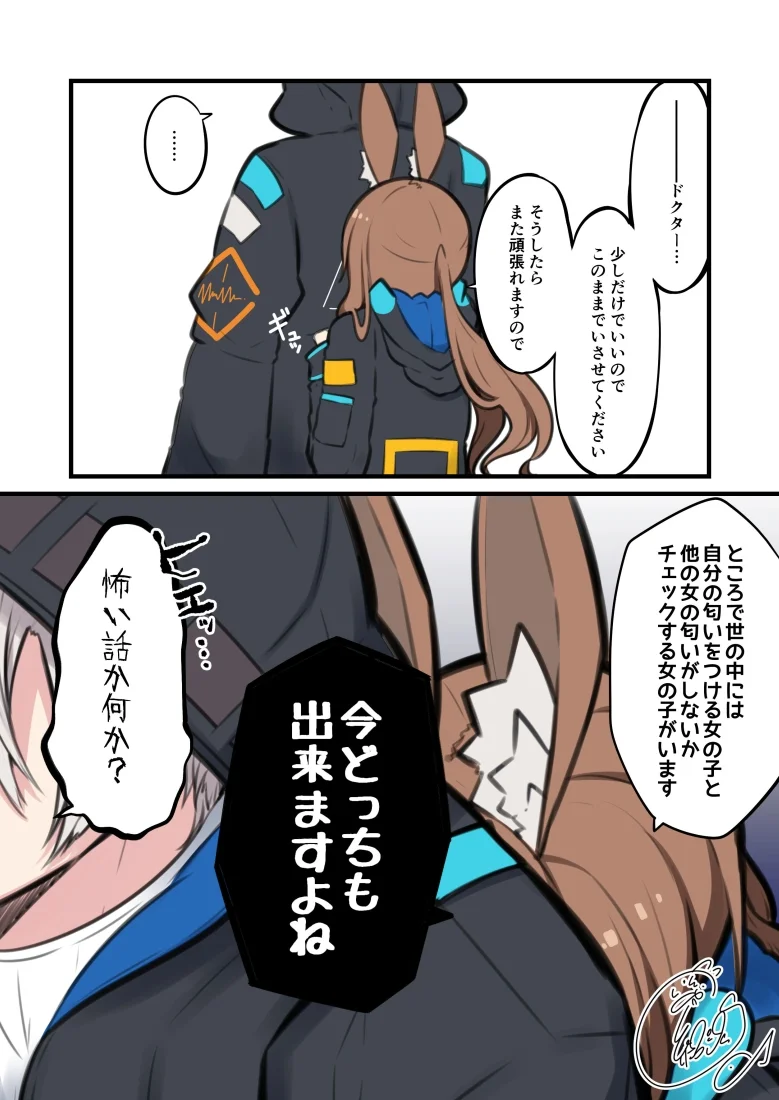 ――ドクター…
少しだけでいいので
このままでいさせてください
そうしたら
また頑張れますので
……
ギュッ
ところで世の中には
自分の匂いをつける女の子と
他の女の匂いがしないか
チェックする女の子がいます
今どっちも
出来ますよね
ヒエッ…
怖い話か何か？